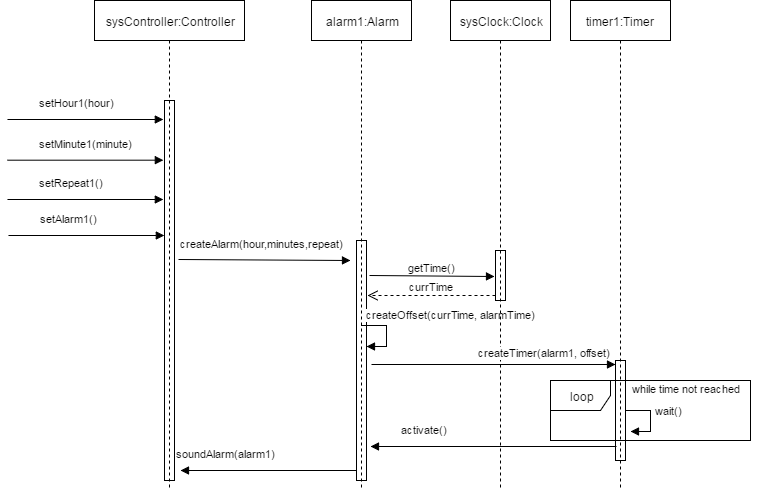 sysController:Controller
alarm1:Alarm
sysClock:Clock
timer1:Timer
setHour1(hour)
setMinute1(minute)
setRepeat1()
setAlarm1()
createAlarm(hour,minutes,repeat)
getTime()
currTime
createOffset(currTime, alarmTime)
createTimer(alarm1, offset)
while time not reached
loop
wait()
activate()
soundAlarm(alarm1)